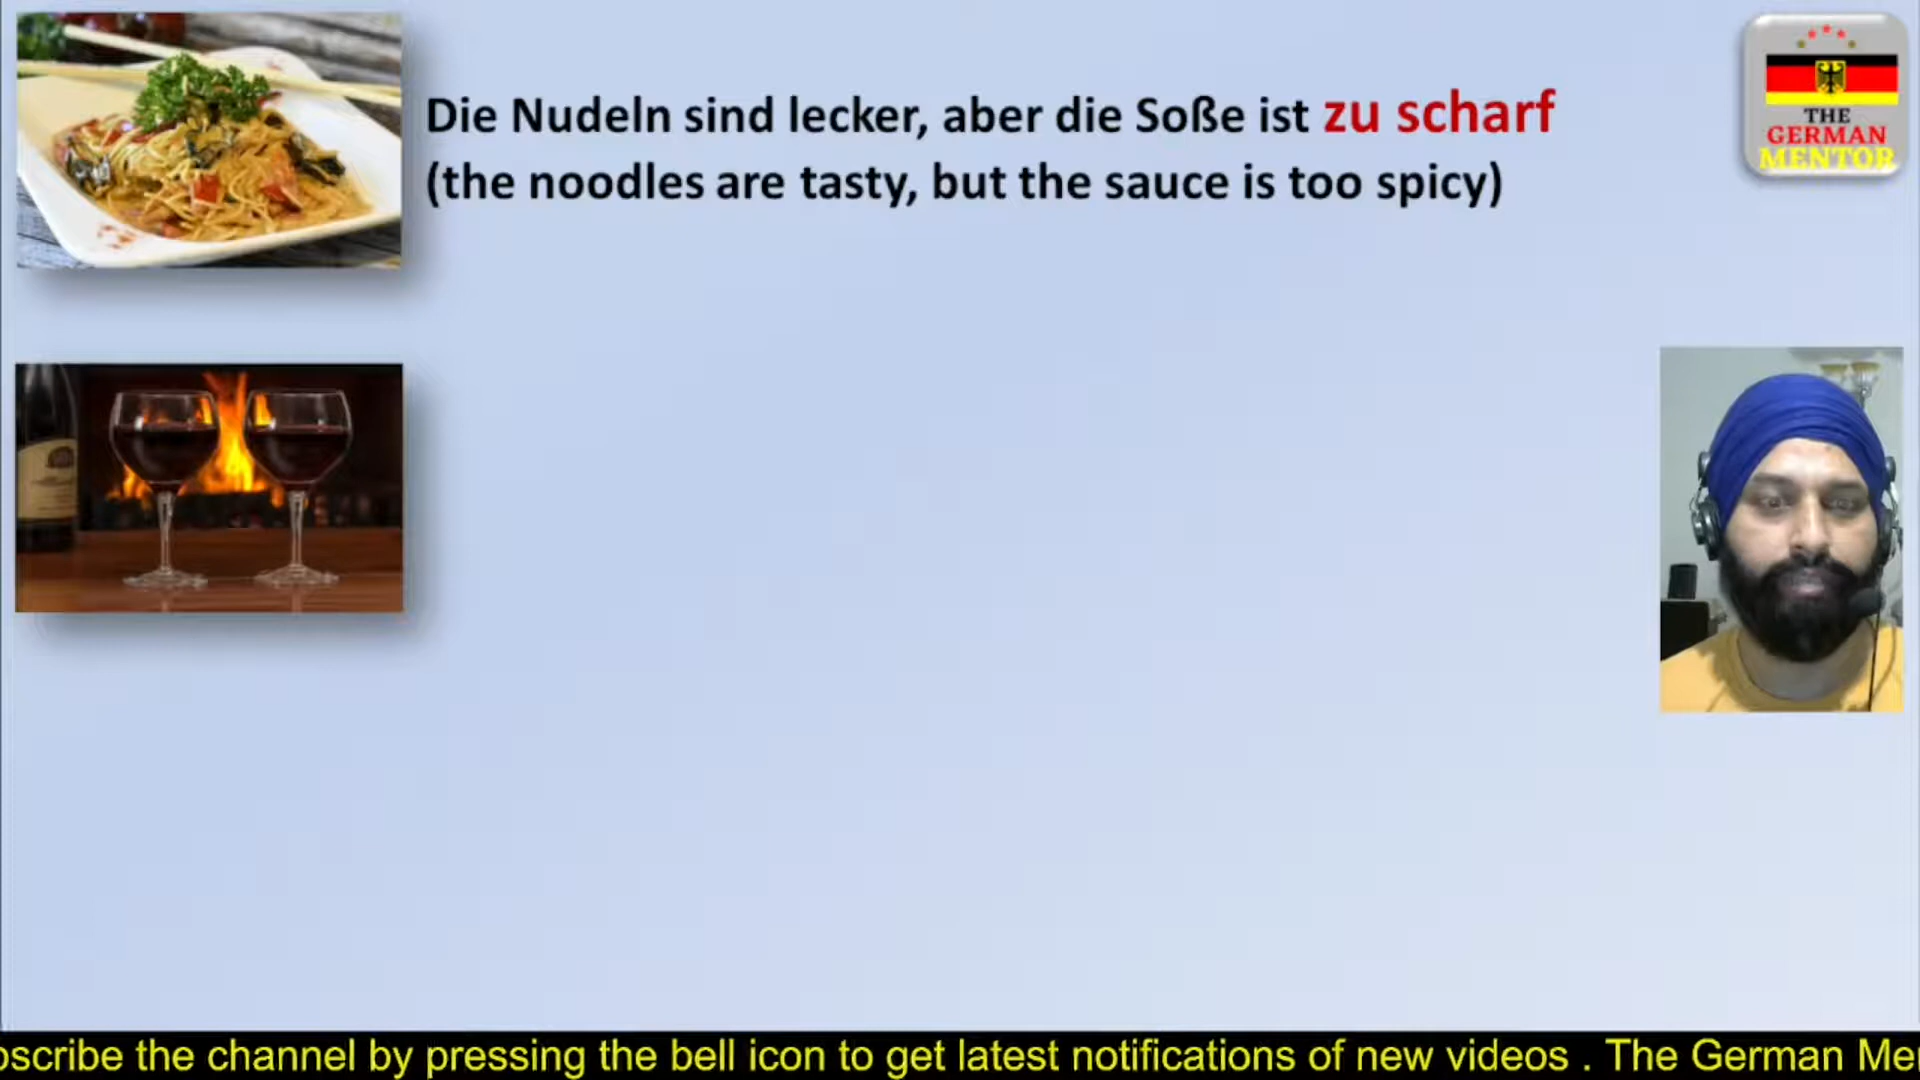 Die Nudeln sind lecker, aber die Soße ist zu scharf
(the noodles are tasty, but the sauce is too spicy)
THE
GERMAN
MENTOR
the channel by pressing the bell icon to get latest notifications of new videos . The German